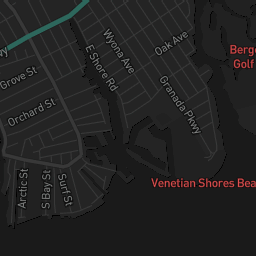 wy
E Shore Rd
Wyona Ave
Oak Ave
Berge
Golf
Grove St
Granada Pkwy
Orchard St
Venetian Shores Bea
Arctic St
S Bay St
Surf St